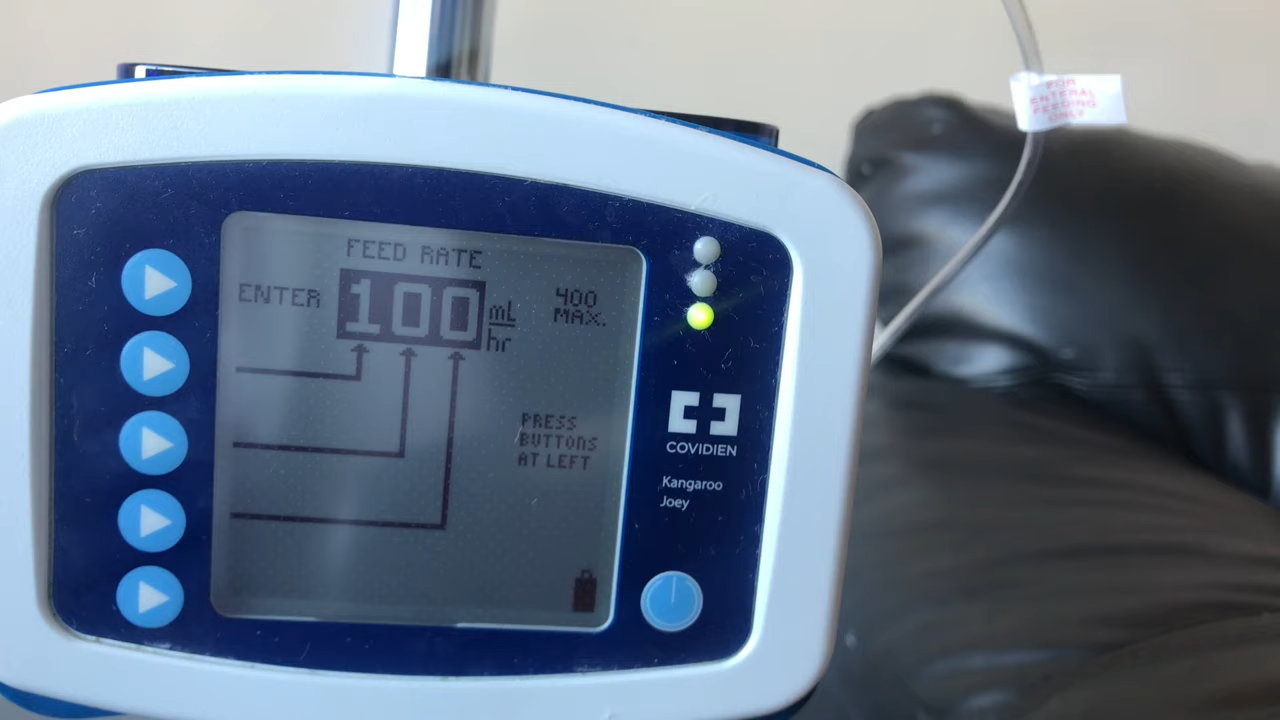 FEED RATE
ENTER 100 mL/hr
400
MAX.
PRESS
BUTTONS
AT LEFT
COVIDIEN
Kangaroo
Joey
FOR
ENTERAL
FEEDING
ONLY